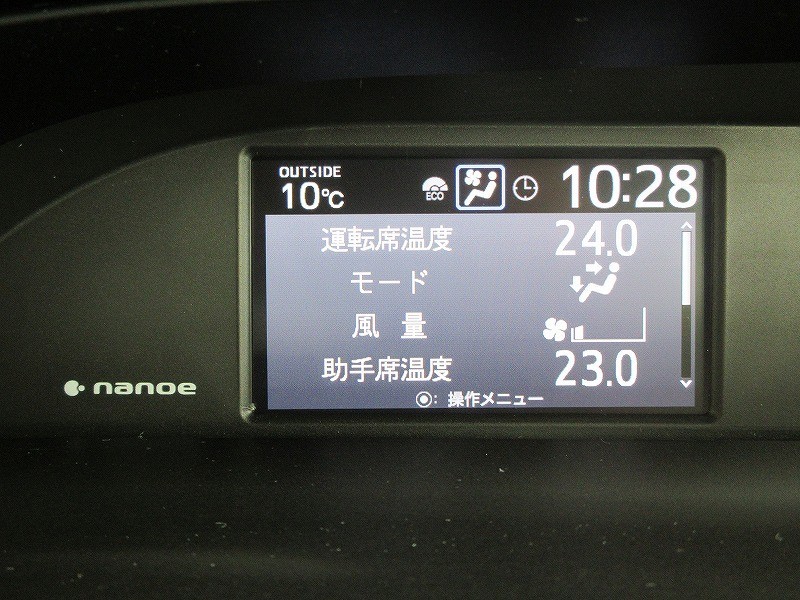 OUTSIDE
10℃
ECO
10:28
運転席温度 24.0
モード
風 量
助手席温度 23.0
◉: 操作メニュー
nanoe